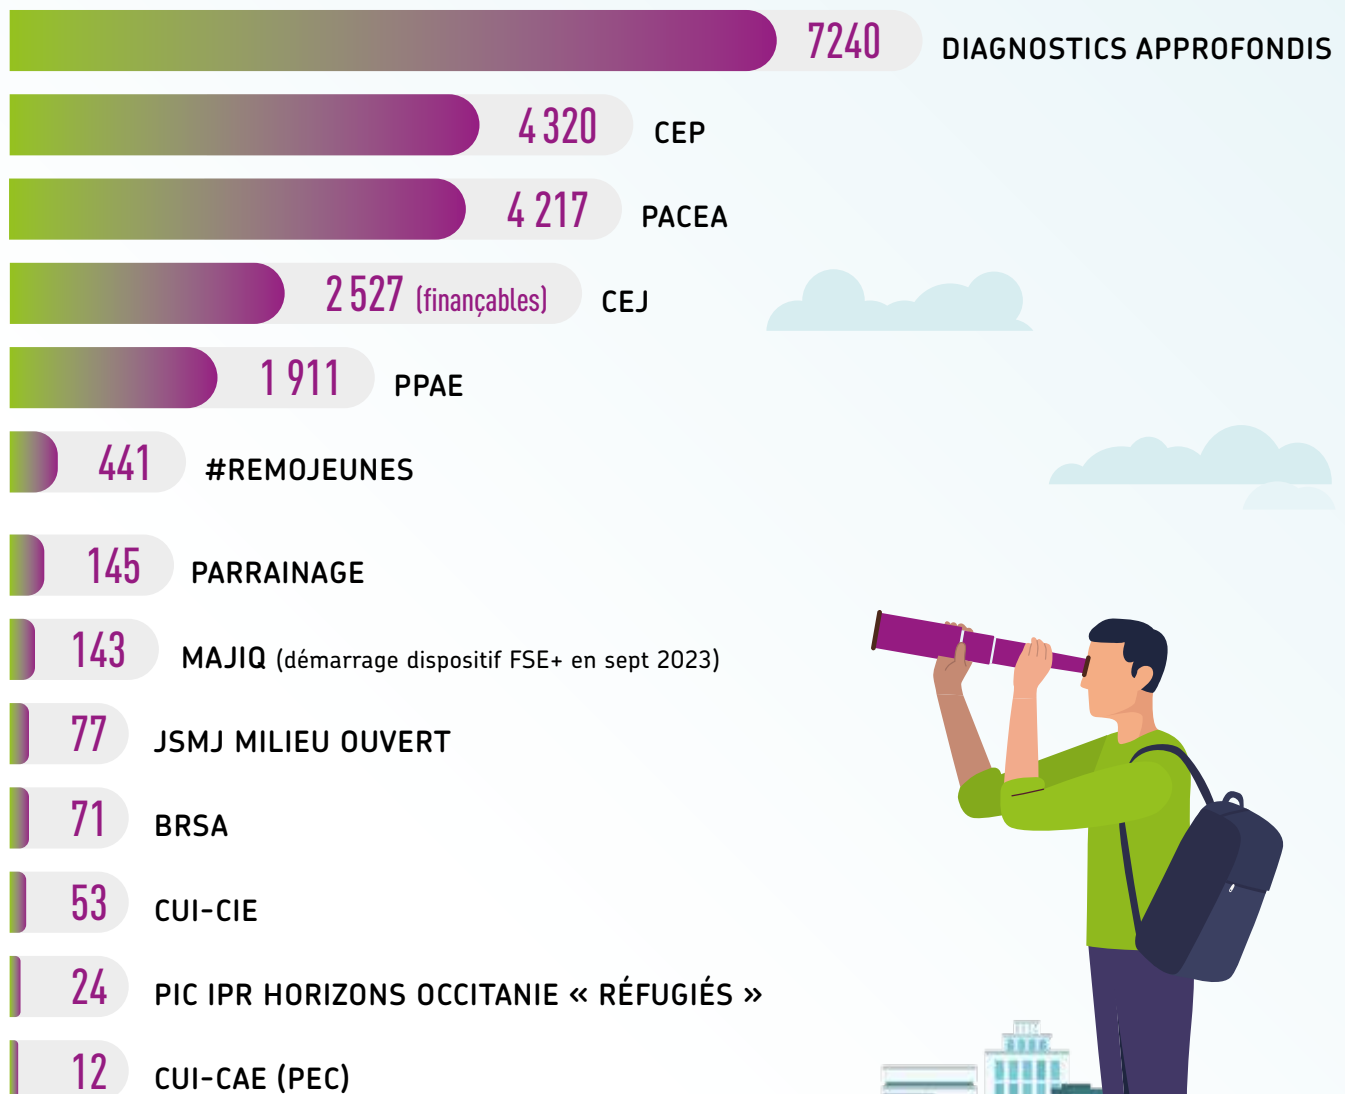 7240 DIAGNOSTICS APPROFONDIS
4 320 CEP
4 217 PACEA
2 527 (finançables) CEJ
1 911 PPAE
441 #REMOJEUNES
145 PARRAINAGE
143 MAJIQ (démarrage dispositif FSE+ en sept 2023)
77 JSMJ MILIEU OUVERT
71 BRSA
53 CUI-CIE
24 PIC IPR HORIZONS OCCITANIE « RÉFUGIÉS »
12 CUI-CAE (PEC)